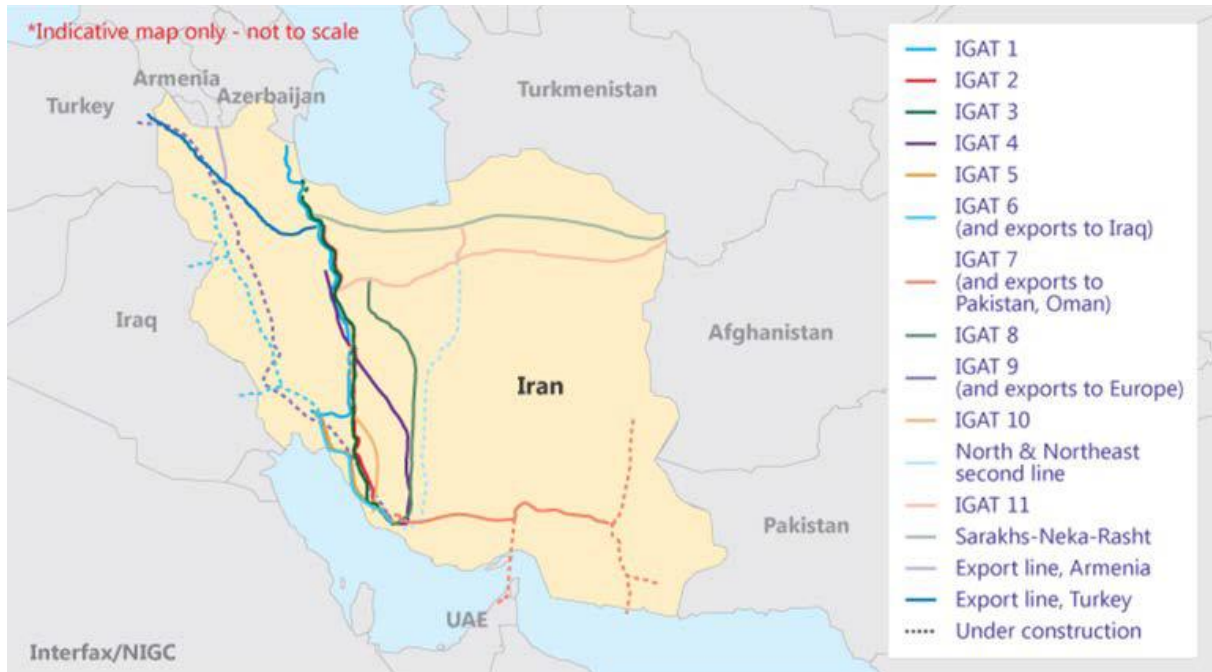 *Indicative map only - not to scale
Armenia
Turkey
Azerbaijan
Turkmenistan
Iraq
Iran
Afghanistan
Pakistan
UAE
Interfax/NIGC
IGAT 1
IGAT 2
IGAT 3
IGAT 4
IGAT 5
IGAT 6
(and exports to Iraq)
IGAT 7
(and exports to
Pakistan, Oman)
IGAT 8
IGAT 9
(and exports to Europe)
IGAT 10
North & Northeast
second line
IGAT 11
Sarakhs-Neka-Rasht
Export line, Armenia
Export line, Turkey
Under construction